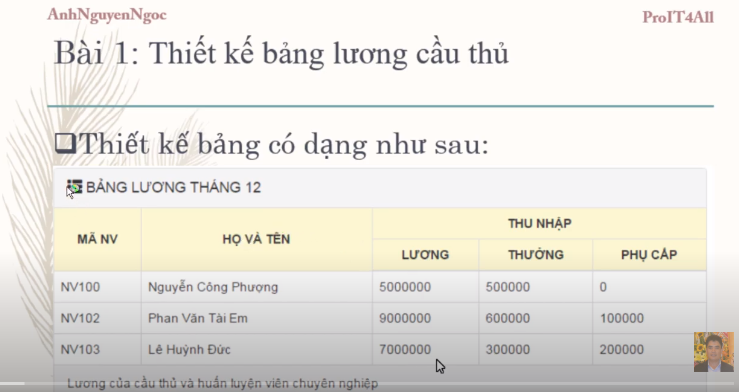 AnhNguyenNgoc
ProIT4All
Bài 1: Thiết kế bảng lương cầu thủ
Thiết kế bảng có dạng như sau:
BẢNG LƯƠNG THÁNG 12
MÃ NV HỌ VÀ TÊN THU NHẬP
LƯƠNG THƯỞNG PHỤ CẤP
NV100 Nguyễn Công Phượng 5000000 500000 0
NV102 Phan Văn Tài Em 9000000 600000 100000
NV103 Lê Huỳnh Đức 7000000 300000 200000
Lương của cầu thủ và huấn luyện viên chuyên nghiệp